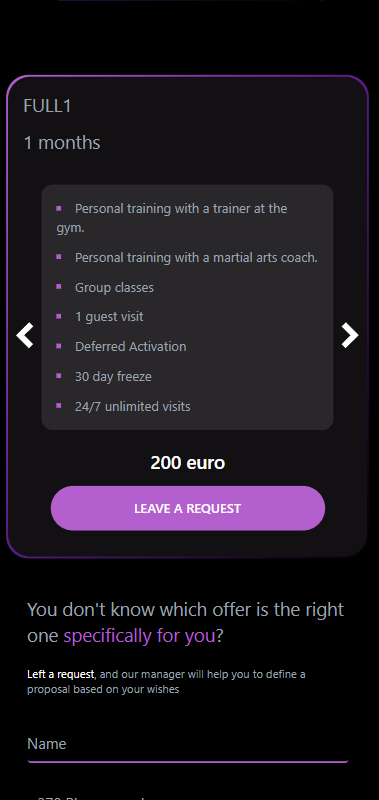 FULL1
1 months
Personal training with a trainer at the
gym.
Personal training with a martial arts coach.
Group classes
1 guest visit
Deferred Activation
30 day freeze
24/7 unlimited visits
200 euro
LEAVE A REQUEST
You don't know which offer is the right
one specifically for you?
Left a request, and our manager will help you to define a
proposal based on your wishes
Name